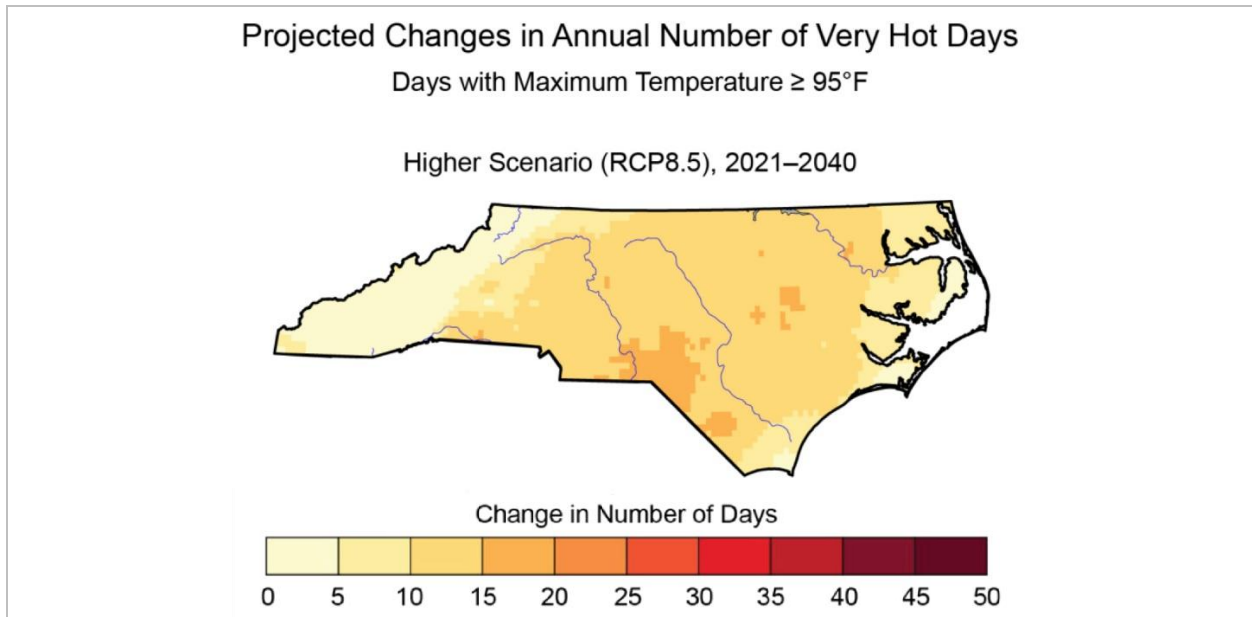 Projected Changes in Annual Number of Very Hot Days
Days with Maximum Temperature ≥ 95°F
Higher Scenario (RCP8.5), 2021–2040
Change in Number of Days
0 5 10 15 20 25 30 35 40 45 50